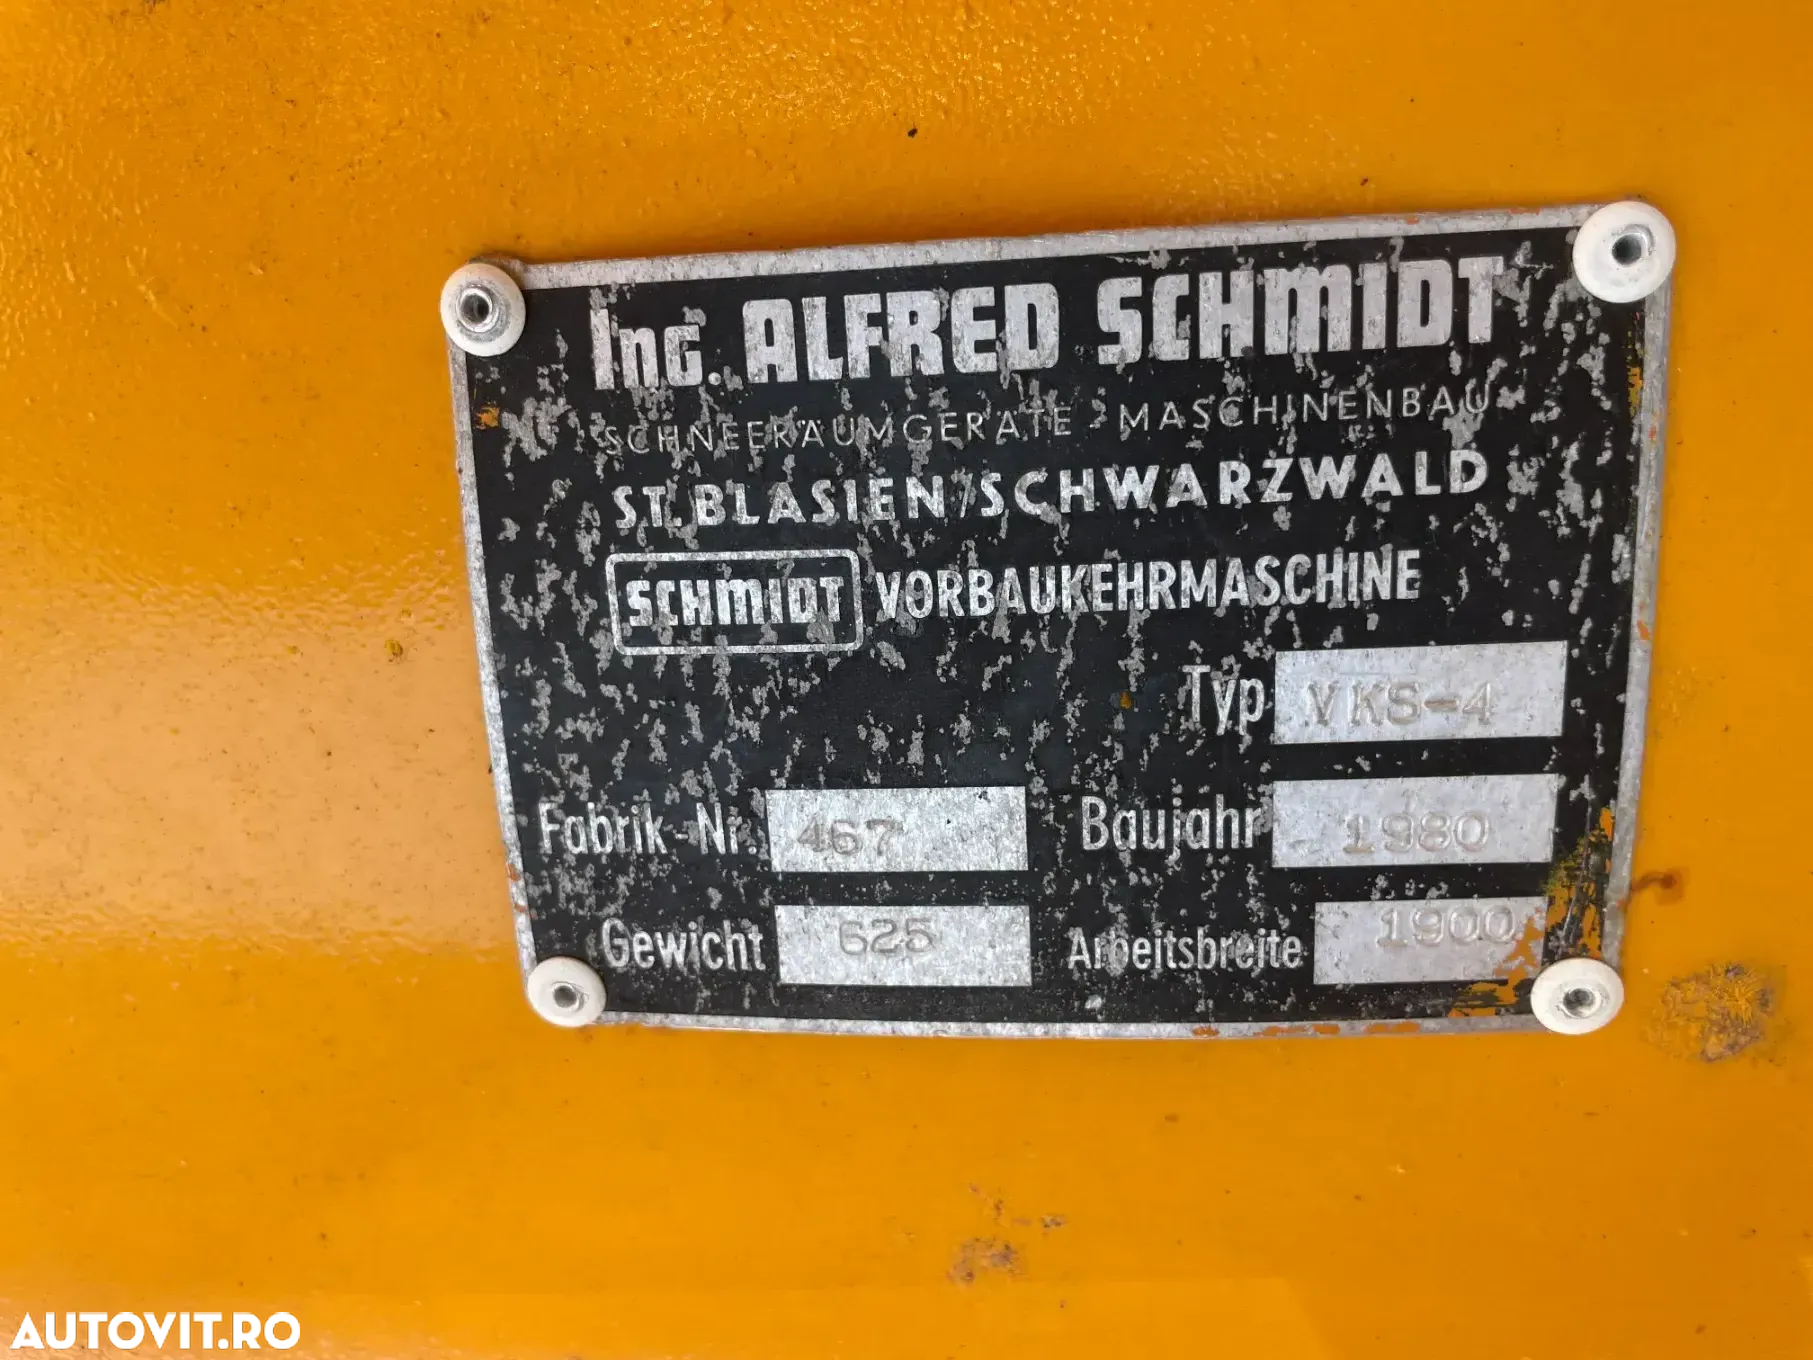 Ing. ALFRED SCHMIDT
SCHNEERÄUMGERÄTE - MASCHINENBAU
ST. BLASIEN/SCHWARZWALD
SCHMIDT VORBAUKEHRMASCHINE
Typ VKS-4
Fabrik-Nr. 467 Baujahr 1980
Gewicht 625 Arbeitsbreite 1900
AUTOVIT.RO